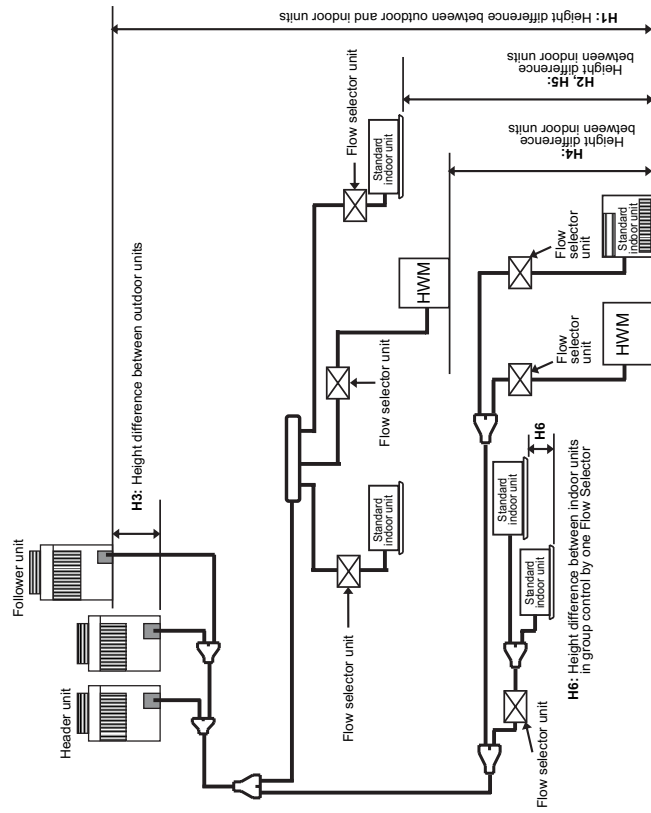 Follower unit
Header unit
H3: Height difference between outdoor units
H1: Height difference between outdoor and indoor units
Flow selector unit
Standard
indoor unit
H2, H5:
Height difference
between indoor units
HWM
Flow selector unit
Standard
indoor unit
Flow selector unit
H4:
Height difference
between indoor units
Flow
selector
unit
Standard
indoor unit
Flow
selector
unit
HWM
H6
Standard
indoor unit
Standard
indoor unit
H6: Height difference between indoor units
in group control by one Flow Selector
Flow selector unit